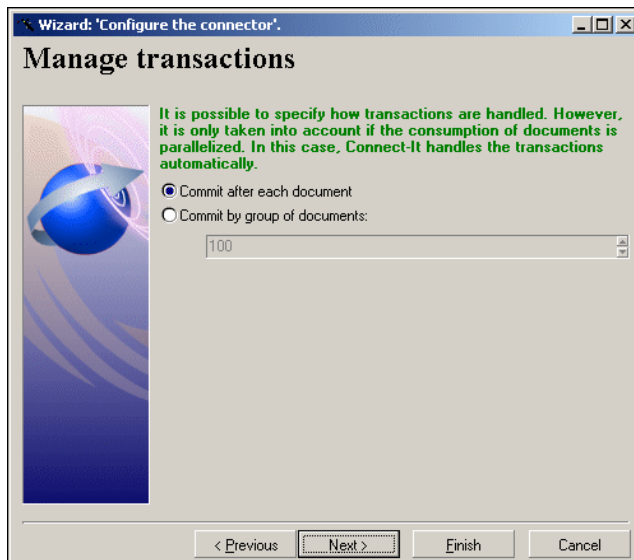 Wizard: 'Configure the connector'.
Manage transactions
It is possible to specify how transactions are handled. However,
it is only taken into account if the consumption of documents is
parallelized. In this case, Connect-It handles the transactions
automatically.
Commit after each document
Commit by group of documents:
100
< Previous
Next >
Finish
Cancel